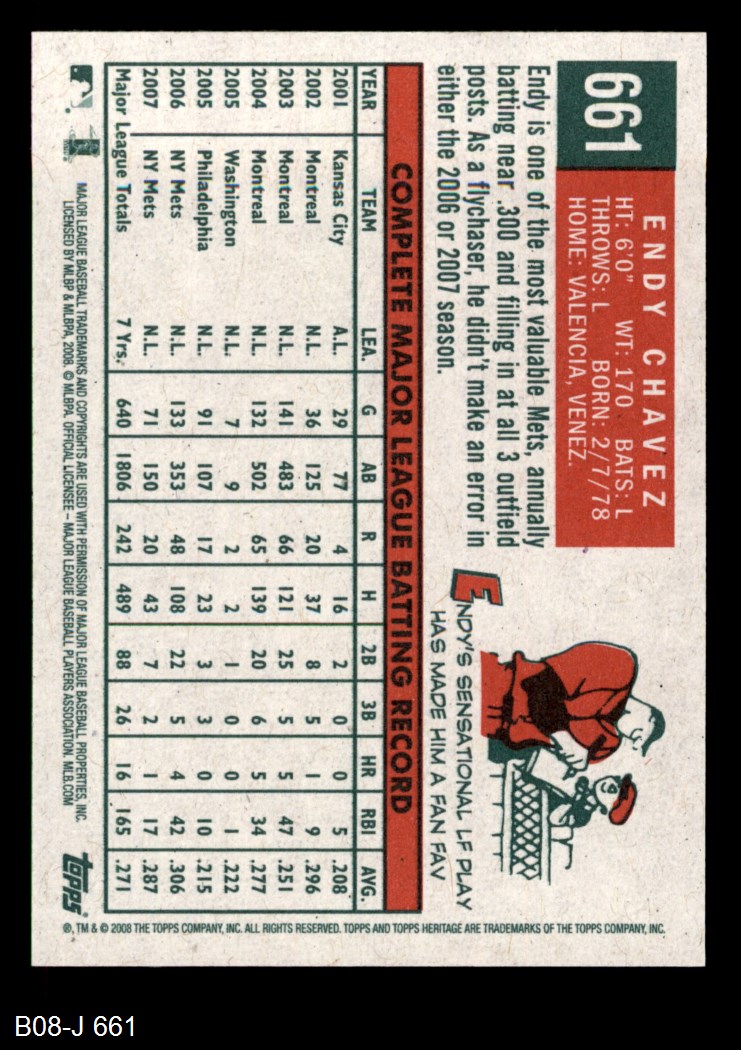 661
ENDY CHAVEZ
HT: 6'0" WT: 170 BATS: L
THROWS: L BORN: 2/7/78
HOME: VALENCIA, VENEZ.
Endy is one of the most valuable Mets, annually
batting near .300 and filling in at all 3 outfield
posts. As a flychaser, he didn't make an error in
either the 2006 or 2007 season.
ENDY'S SENSATIONAL LF PLAY
HAS MADE HIM A FAN FAV
COMPLETE MAJOR LEAGUE BATTING RECORD
YEAR TEAM LEA. G AB R H 2B 3B HR RBI AVG.
2001 Kansas City A.L. 29 77 4 16 2 0 0 5 .208
2002 Montreal N.L. 36 125 20 37 8 5 1 9 .296
2003 Montreal N.L. 141 483 66 121 25 5 5 47 .251
2004 Montreal N.L. 132 502 65 139 20 6 5 34 .277
2005 Washington N.L. 7 9 2 2 1 0 0 1 .222
2005 Philadelphia N.L. 91 107 17 23 3 3 0 10 .215
2006 NY Mets N.L. 133 353 48 108 22 5 4 42 .306
2007 NY Mets N.L. 71 150 20 43 7 2 1 17 .287
Major League Totals 7 Yrs. 640 1806 242 489 88 26 16 165 .271
MAJOR LEAGUE BASEBALL TRADEMARKS AND COPYRIGHTS ARE USED WITH PERMISSION OF MAJOR LEAGUE BASEBALL PROPERTIES, INC.
LICENSED BY MLBP & MLBPA, 2008. © MLBPA. OFFICIAL LICENSEE – MAJOR LEAGUE BASEBALL PLAYERS ASSOCIATION. MLB.COM
Topps
®, TM & © 2008 THE TOPPS COMPANY, INC. ALL RIGHTS RESERVED. TOPPS AND TOPPS HERITAGE ARE TRADEMARKS OF THE TOPPS COMPANY, INC.
B08-J 661